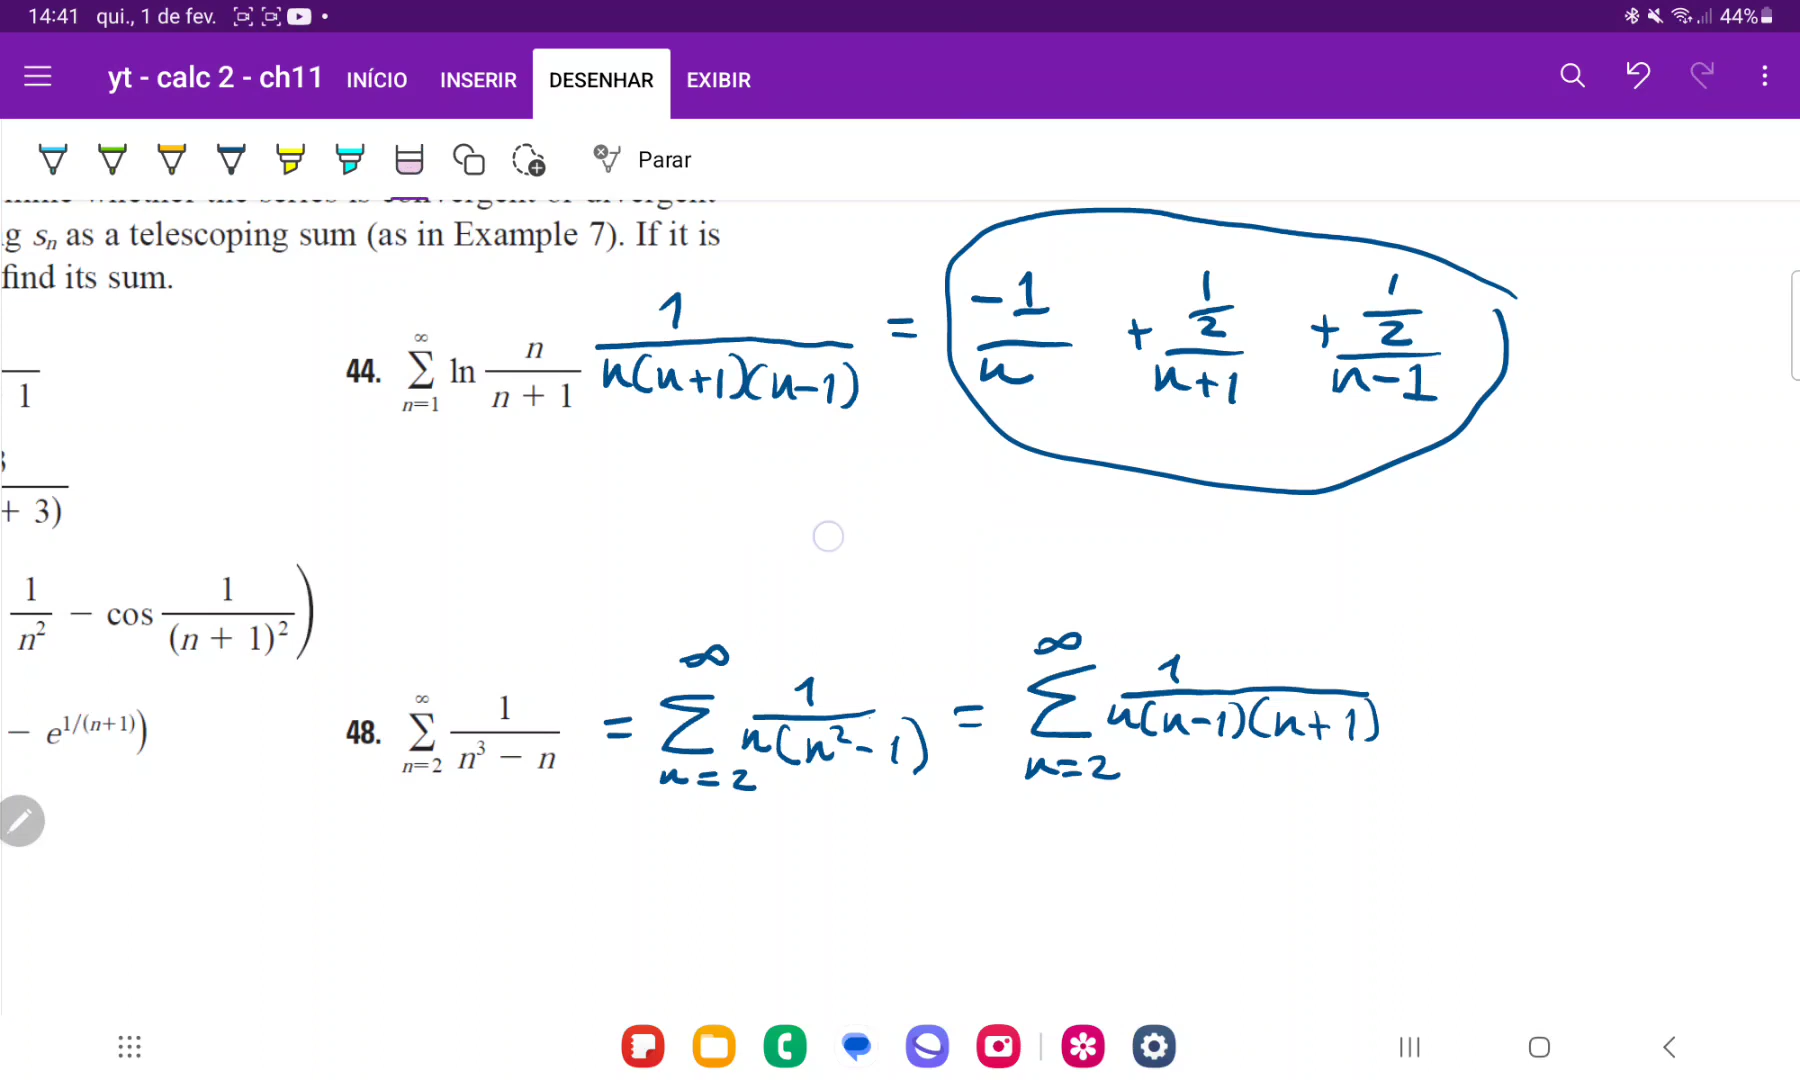 14:41 qui., 1 de fev. 44%
yt - calc 2 - ch11 INÍCIO INSERIR DESENHAR EXIBIR
Parar
g sₙ as a telescoping sum (as in Example 7). If it is
find its sum.
44. ∞ ∑ n=1 ln n/(n + 1)
1/(n(n+1)(n-1)) = -1/n + (1/2)/(n+1) + (1/2)/(n-1)
1
+ 3)
1/n² − cos 1/(n + 1)²)
− e^1/(n+1))
48. ∞ ∑ n=2 1/(n³ − n) = ∞ ∑ n=2 1/(n(n²-1)) = ∞ ∑ n=2 1/(n(n-1)(n+1))